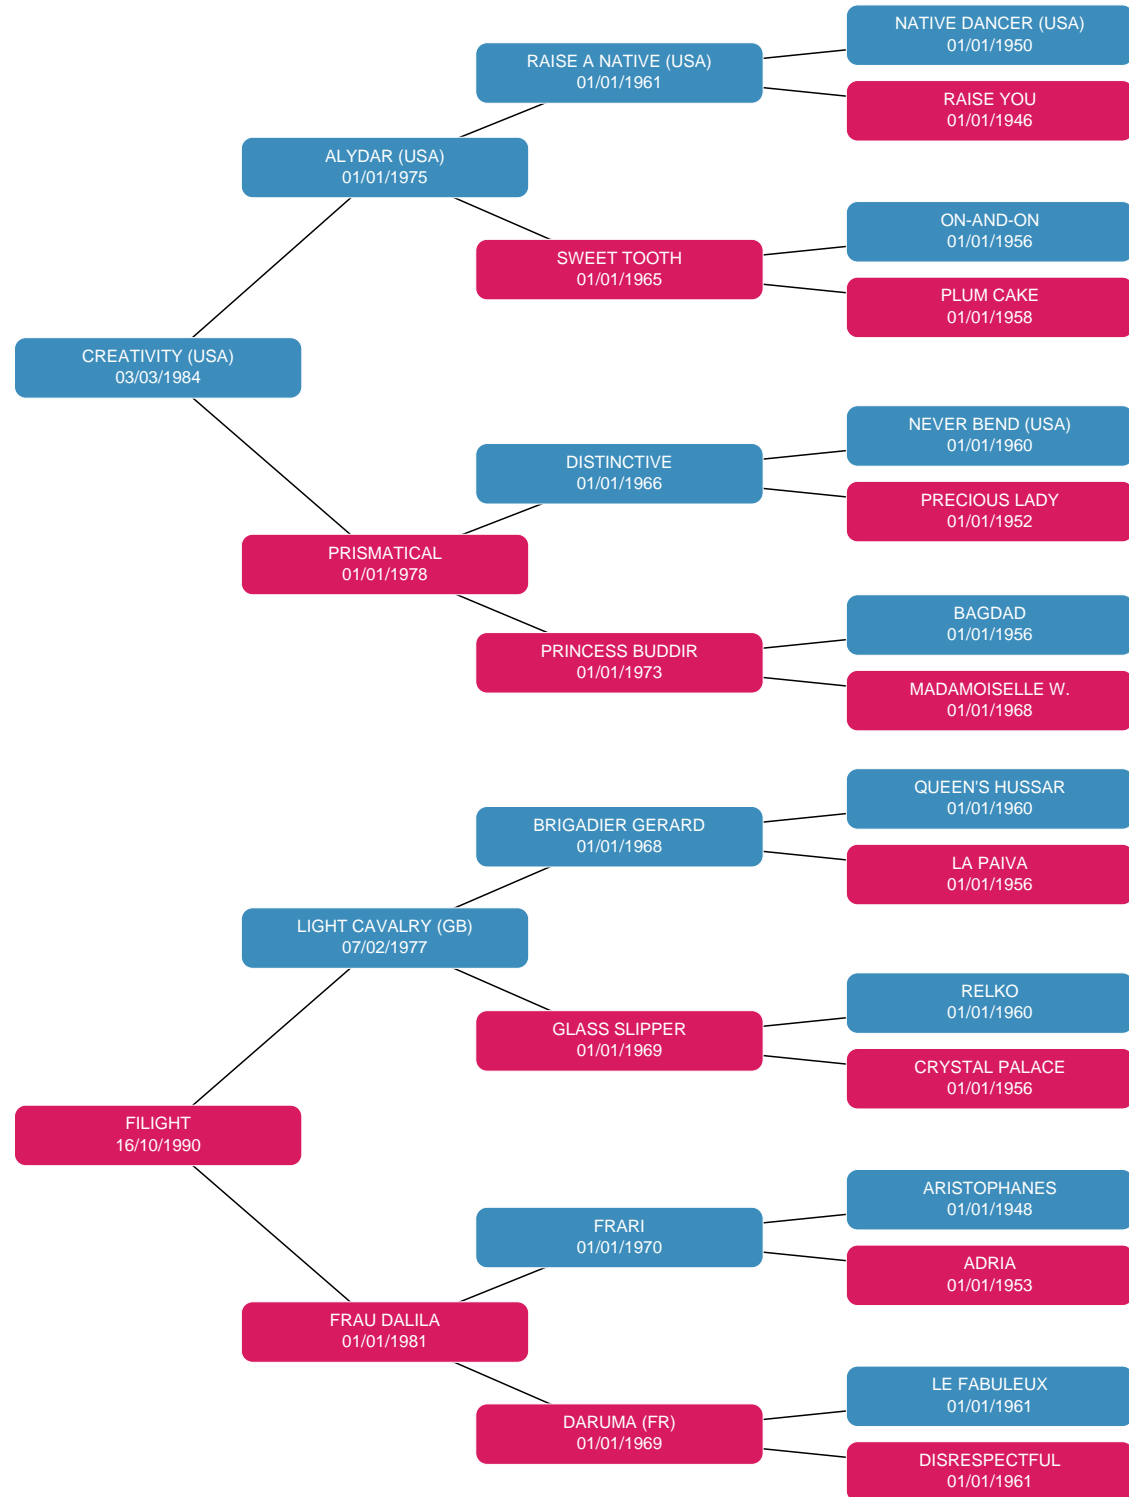 NATIVE DANCER (USA)
01/01/1950
RAISE A NATIVE (USA)
01/01/1961
RAISE YOU
01/01/1946
ALYDAR (USA)
01/01/1975
ON-AND-ON
01/01/1956
SWEET TOOTH
01/01/1965
PLUM CAKE
01/01/1958
CREATIVITY (USA)
03/03/1984
NEVER BEND (USA)
01/01/1960
DISTINCTIVE
01/01/1966
PRECIOUS LADY
01/01/1952
PRISMATICAL
01/01/1978
BAGDAD
01/01/1956
PRINCESS BUDDIR
01/01/1973
MADAMOISELLE W.
01/01/1968
QUEEN'S HUSSAR
01/01/1960
BRIGADIER GERARD
01/01/1968
LA PAIVA
01/01/1956
LIGHT CAVALRY (GB)
07/02/1977
RELKO
01/01/1960
GLASS SLIPPER
01/01/1969
CRYSTAL PALACE
01/01/1956
FILIGHT
16/10/1990
ARISTOPHANES
01/01/1948
FRARI
01/01/1970
ADRIA
01/01/1953
FRAU DALILA
01/01/1981
LE FABULEUX
01/01/1961
DARUMA (FR)
01/01/1969
DISRESPECTFUL
01/01/1961